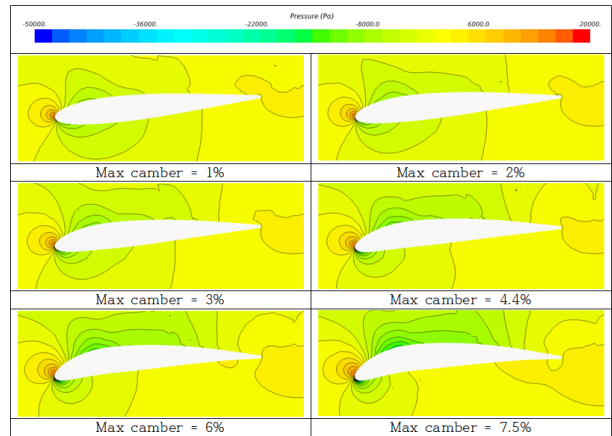 Pressure (Pa)
-50000. -36000. -22000. -8000.0 6000.0 20000.
Max camber = 1% Max camber = 2%
Max camber = 3% Max camber = 4.4%
Max camber = 6% Max camber = 7.5%